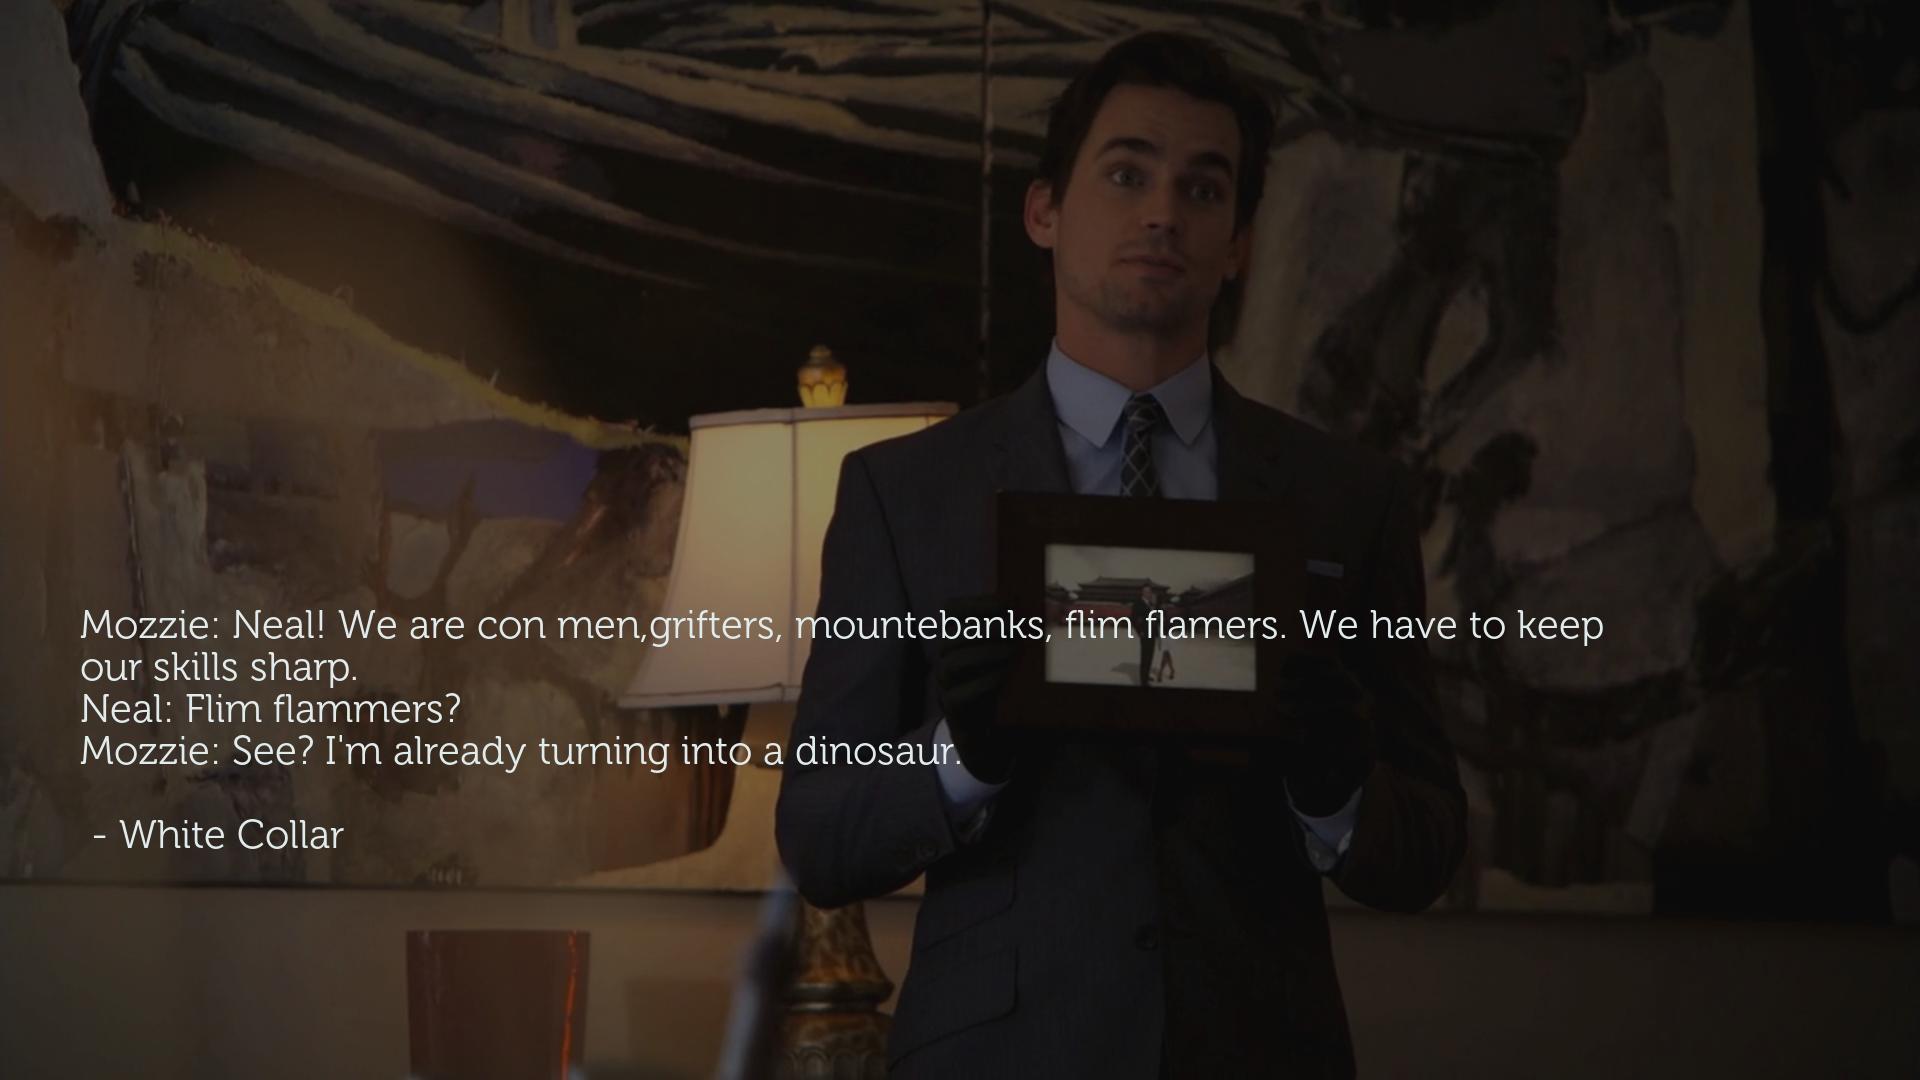 Mozzie: Neal! We are con men,grifters, mountebanks, flim flamers. We have to keep
our skills sharp.
Neal: Flim flammers?
Mozzie: See? I'm already turning into a dinosaur.
- White Collar